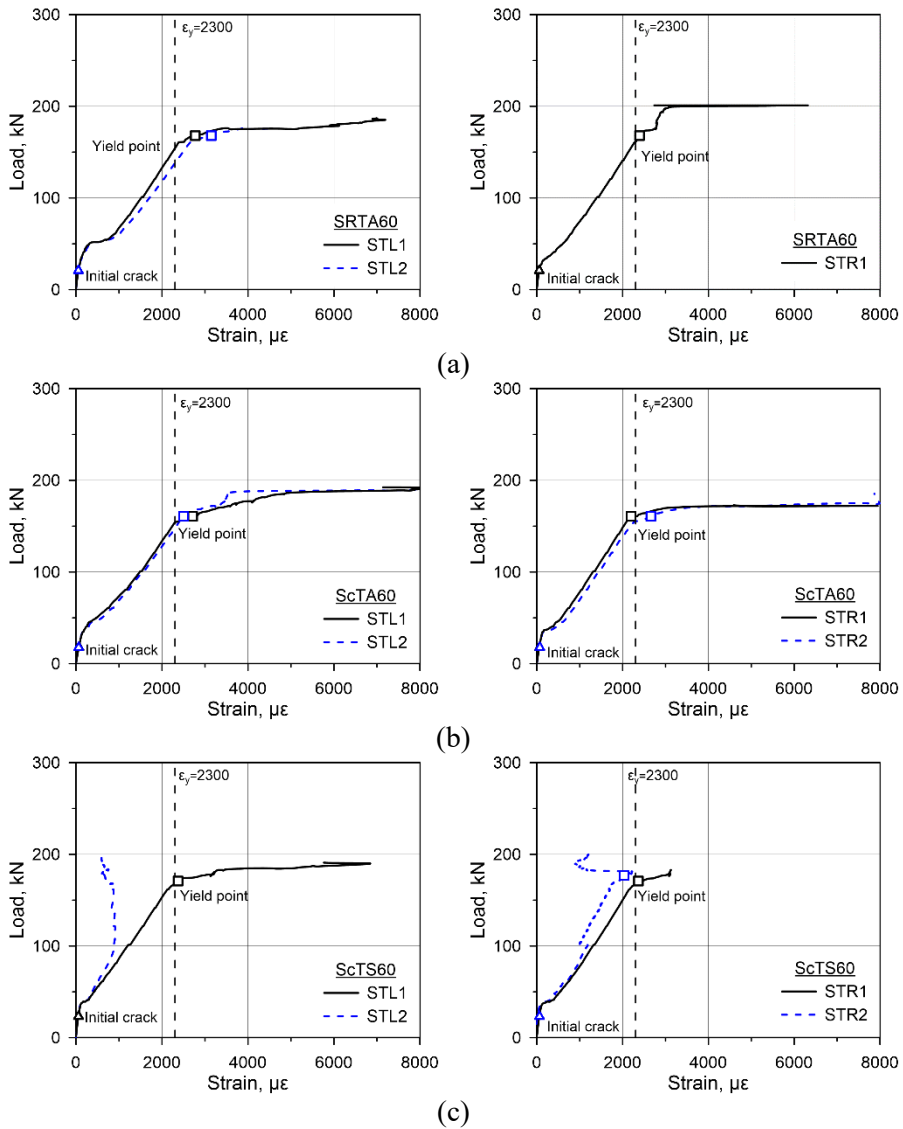 300
εy=2300
200
Load, kN
Yield point
100
SRTA60
STL1
STL2
Initial crack
0
0 2000 4000 6000 8000
Strain, με
300
εy=2300
200
Load, kN
Yield point
100
SRTA60
STR1
Initial crack
0
0 2000 4000 6000 8000
Strain, με
(a)
300
εy=2300
200
Load, kN
Yield point
100
ScTA60
STL1
STL2
Initial crack
0
0 2000 4000 6000 8000
Strain, με
300
εy=2300
200
Load, kN
Yield point
100
ScTA60
STR1
STR2
Initial crack
0
0 2000 4000 6000 8000
Strain, με
(b)
300
εy=2300
200
Load, kN
Yield point
100
ScTS60
STL1
STL2
Initial crack
0
0 2000 4000 6000 8000
Strain, με
300
εy=2300
200
Load, kN
Yield point
100
ScTS60
STR1
STR2
Initial crack
0
0 2000 4000 6000 8000
Strain, με
(c)